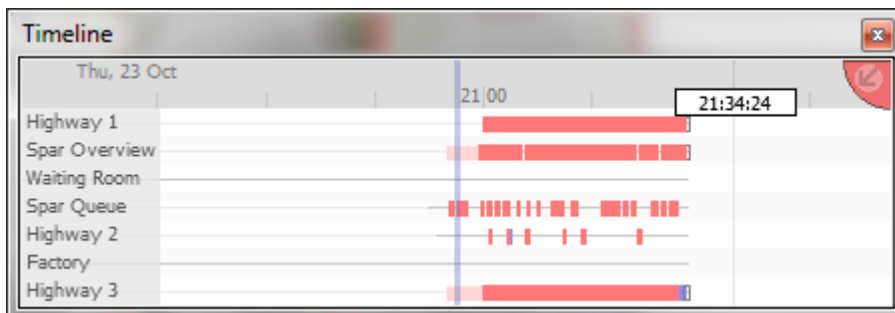 Timeline
Thu, 23 Oct
21:00
21:34:24
Highway 1
Spar Overview
Waiting Room
Spar Queue
Highway 2
Factory
Highway 3